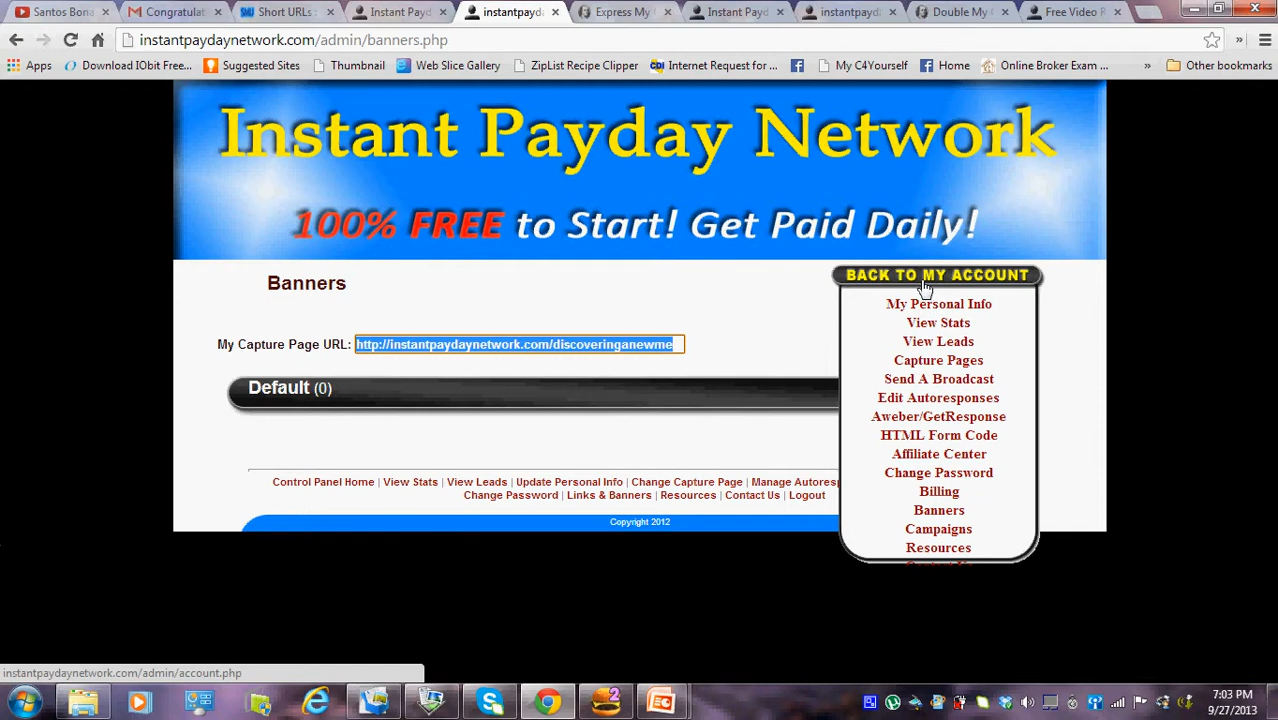 Santos Bona
Congratulat
Short URLs :
Instant Payd
instantpayda
Express My
Instant Payd
instantpayd
Double My
Free Video R
instantpaydaynetwork.com/admin/banners.php
Apps
Download IObit Free...
Suggested Sites
Thumbnail
Web Slice Gallery
ZipList Recipe Clipper
Internet Request for ...
My C4Yourself
Home
Online Broker Exam ...
»
Other bookmarks
Instant Payday Network
100% FREE to Start! Get Paid Daily!
Banners
BACK TO MY ACCOUNT
My Personal Info
View Stats
View Leads
Capture Pages
Send A Broadcast
Edit Autoresponses
Aweber/GetResponse
HTML Form Code
Affiliate Center
Change Password
Billing
Banners
Campaigns
Resources
My Capture Page URL: http://instantpaydaynetwork.com/discoveringanewme
Default (0)
Control Panel Home | View Stats | View Leads | Update Personal Info | Change Capture Page | Manage Autoresp
Change Password | Links & Banners | Resources | Contact Us | Logout
Copyright 2012
instantpaydaynetwork.com/admin/account.php
7:03 PM
9/27/2013